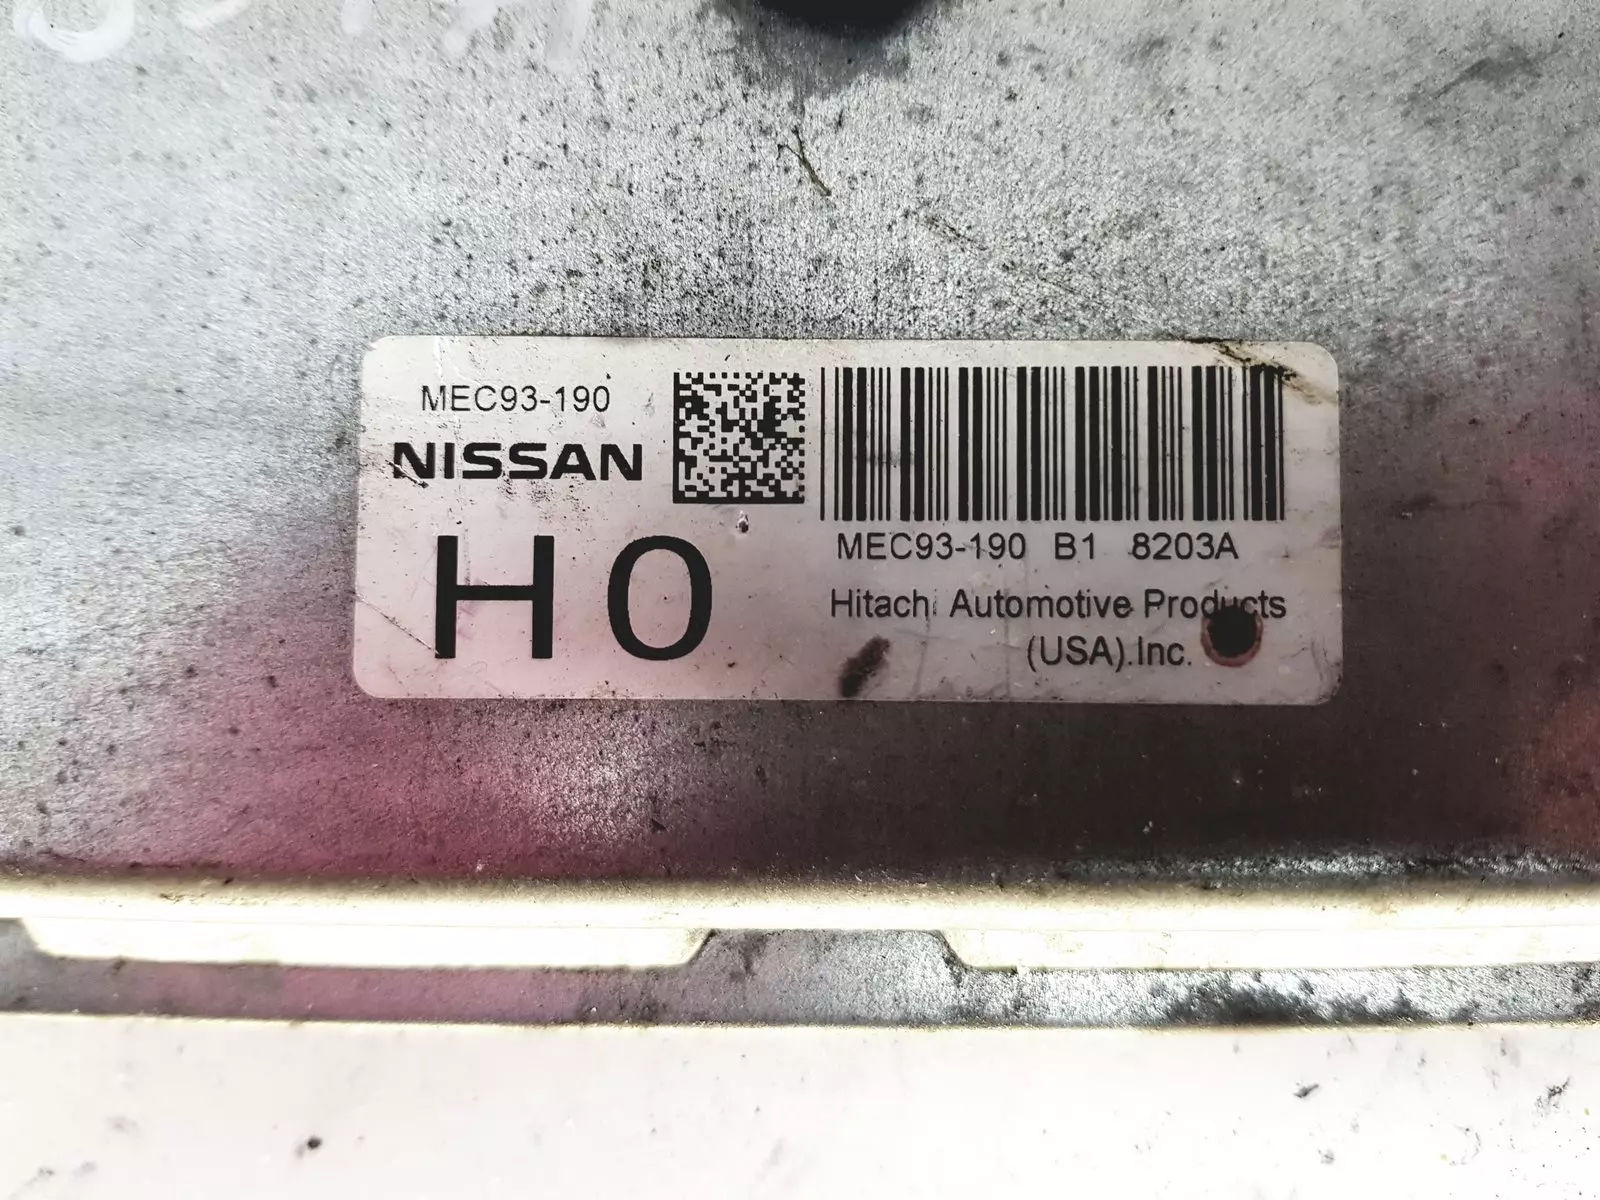 MEC93-190
NISSAN
H0
MEC93-190 B1 8203A
Hitachi Automotive Products
(USA).Inc.